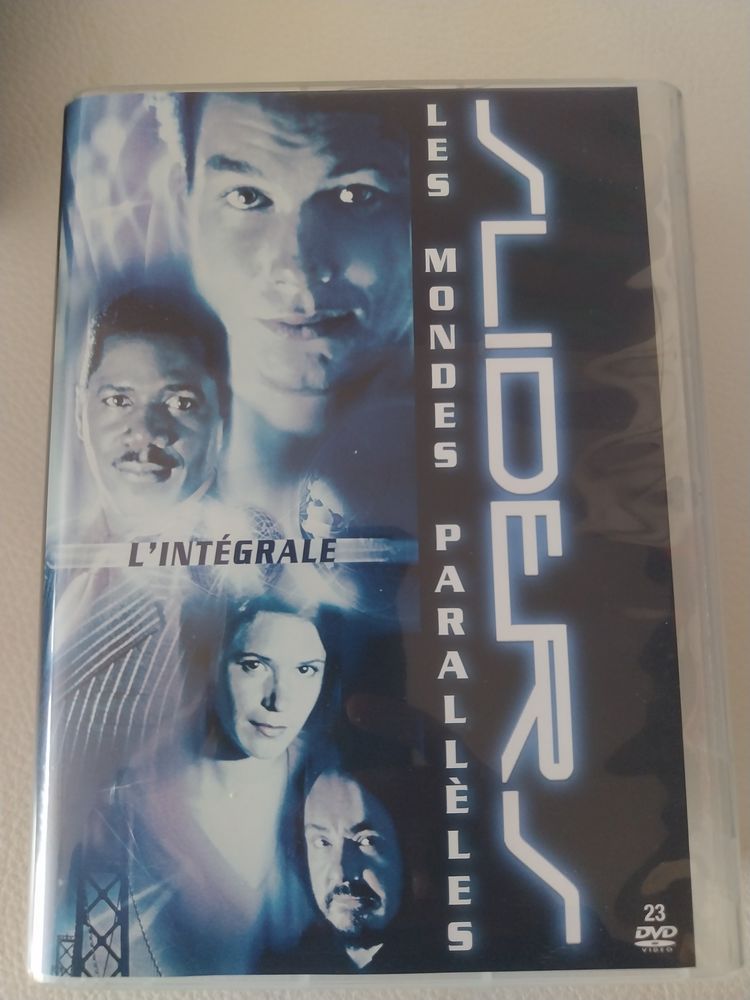 LES MONDES PARALLÈLES
SLIDERS
L'INTÉGRALE
23
DVD
VIDEO